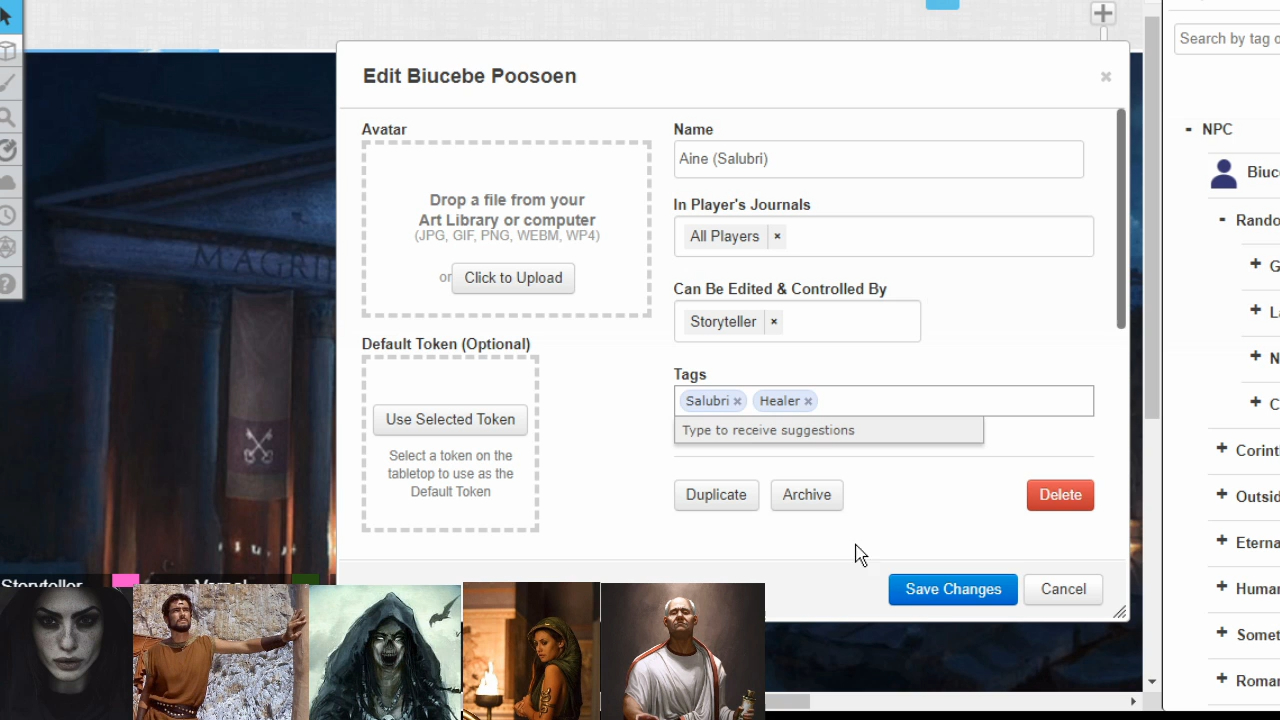 Search by tag o
Edit Biucebe Poosoen
×
Avatar
Drop a file from your
Art Library or computer
(JPG, GIF, PNG, WEBM, WP4)
or
Click to Upload
Default Token (Optional)
Use Selected Token
Select a token on the
tabletop to use as the
Default Token
Name
Aine (Salubri)
In Player's Journals
All Players ×
Can Be Edited & Controlled By
Storyteller ×
Tags
Salubri × Healer ×
Type to receive suggestions
Duplicate
Archive
Delete
Save Changes
Cancel
- NPC
Biuc
- Rando
+ G
+ La
+ N
+ C
+ Corint
+ Outsid
+ Eterna
+ Human
+ Somet
+ Roman
MAGRI
Storyteller